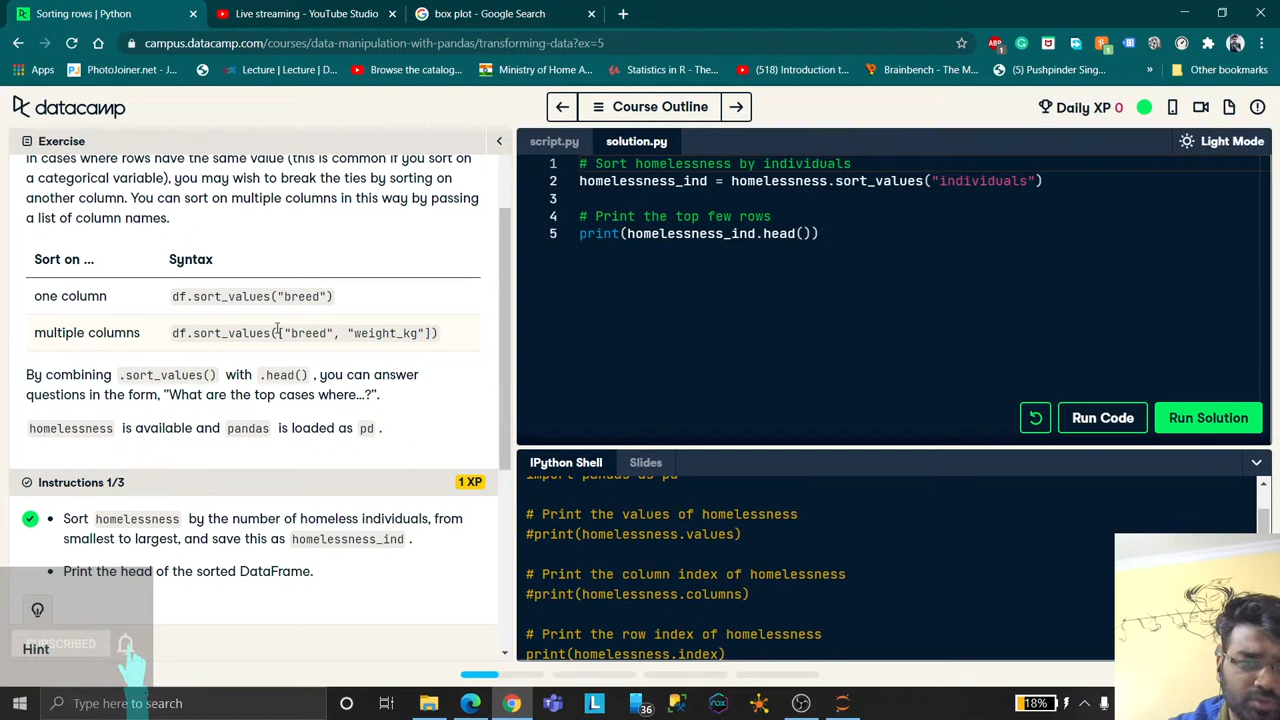 Sorting rows | Python
Live streaming - YouTube Studio
box plot - Google Search
campus.datacamp.com/courses/data-manipulation-with-pandas/transforming-data?ex=5
Apps
PhotoJoiner.net - J...
Lecture | Lecture | D...
Browse the catalog...
Ministry of Home A...
Statistics in R - The...
(518) Introduction t...
Brainbench - The M...
(5) Pushpinder Sing...
Other bookmarks
datacamp
Course Outline
Daily XP 0
Exercise
script.py
solution.py
Light Mode
In cases where rows have the same value (this is common if you sort on
a categorical variable), you may wish to break the ties by sorting on
another column. You can sort on multiple columns in this way by passing
a list of column names.
Sort on ... Syntax
one column df.sort_values("breed")
multiple columns df.sort_values(["breed", "weight_kg"])
By combining .sort_values() with .head() , you can answer
questions in the form, "What are the top cases where...?".
homelessness is available and pandas is loaded as pd .
Instructions 1/3
1 XP
Sort homelessness by the number of homeless individuals, from
smallest to largest, and save this as homelessness_ind .
Print the head of the sorted DataFrame.
SUBSCRIBED
Hint
1 # Sort homelessness by individuals
2 homelessness_ind = homelessness.sort_values("individuals")
3
4 # Print the top few rows
5 print(homelessness_ind.head())
Run Code
Run Solution
IPython Shell
Slides
import pandas as pd
# Print the values of homelessness
#print(homelessness.values)
# Print the column index of homelessness
#print(homelessness.columns)
# Print the row index of homelessness
print(homelessness.index)
Type here to search
36
18%